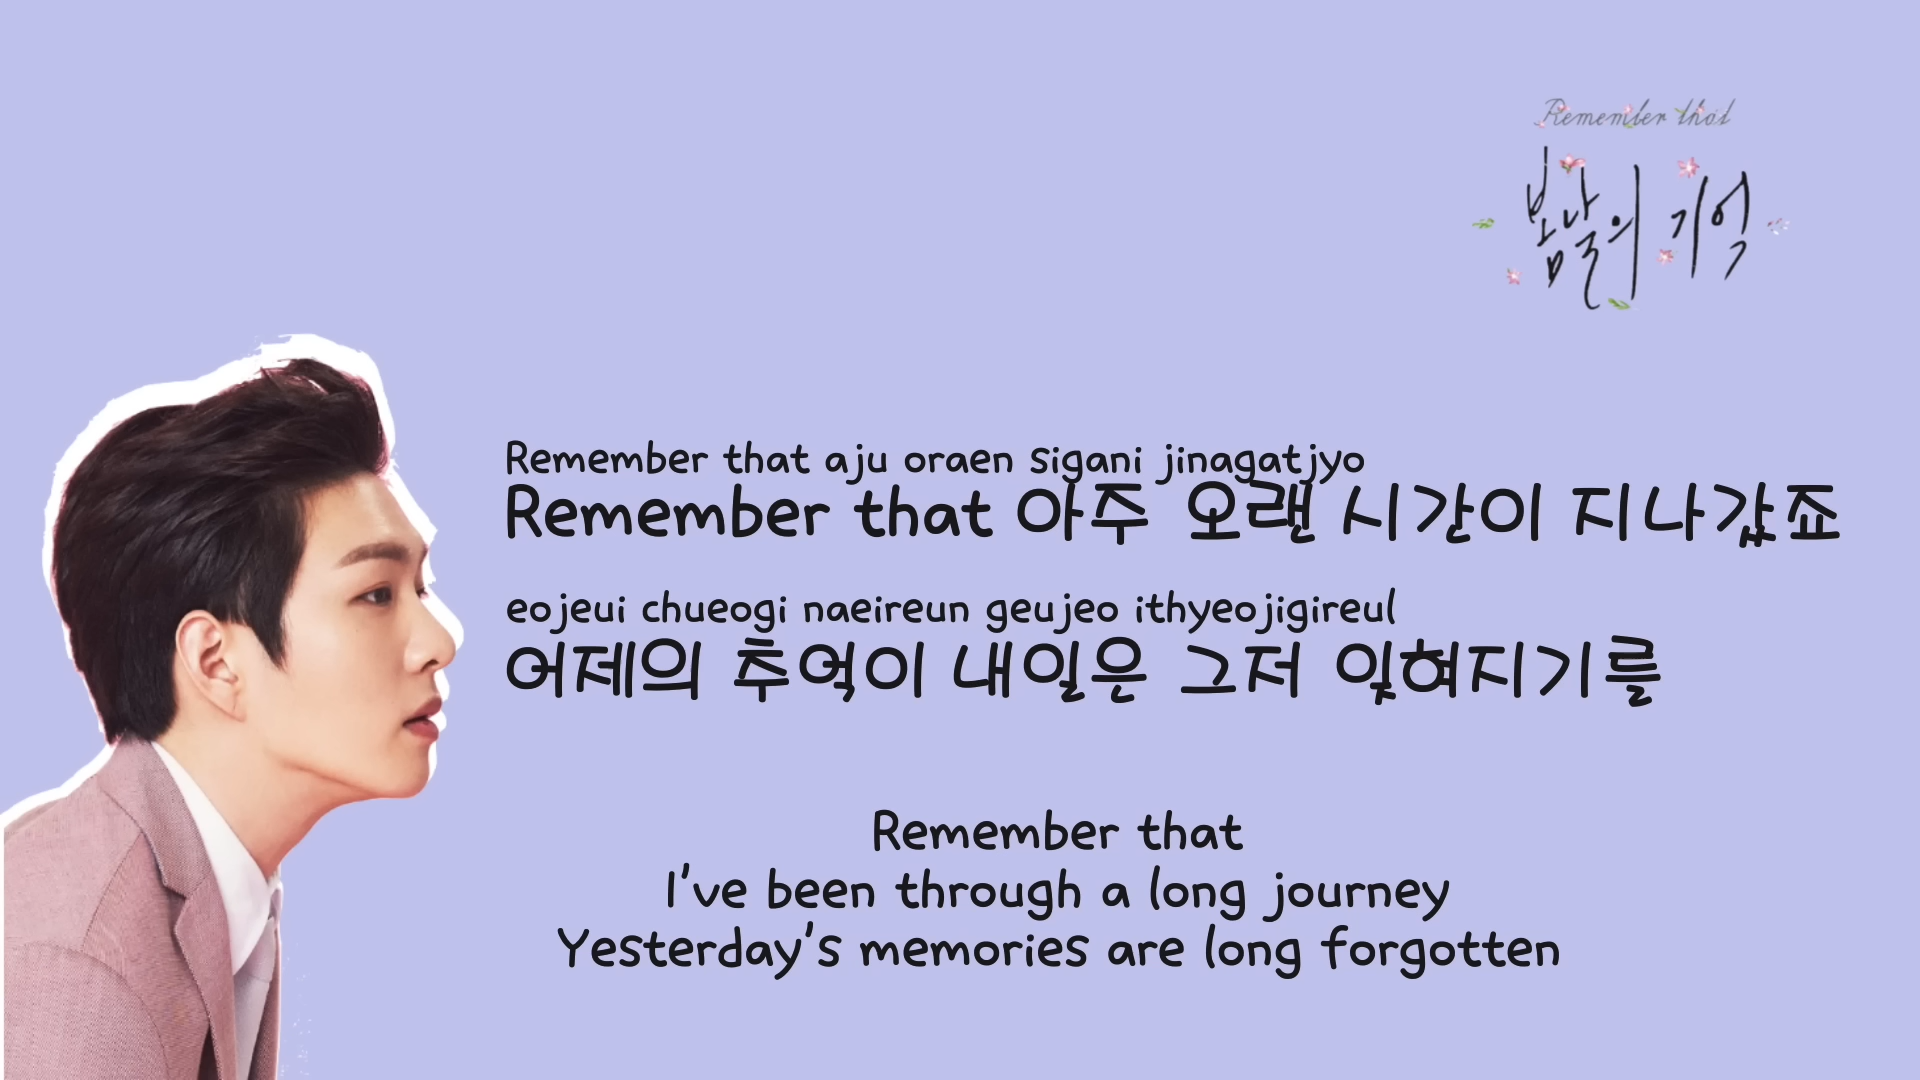 Remember that
봄날의 기억
Remember that aju oraen sigani jinagatjyo
Remember that 아주 오랜 시간이 지나갔죠
eojeui chueogi naeireun geujeo ithyeojigireul
어제의 추억이 내일은 그저 잊혀지기를
Remember that
I've been through a long journey
Yesterday's memories are long forgotten